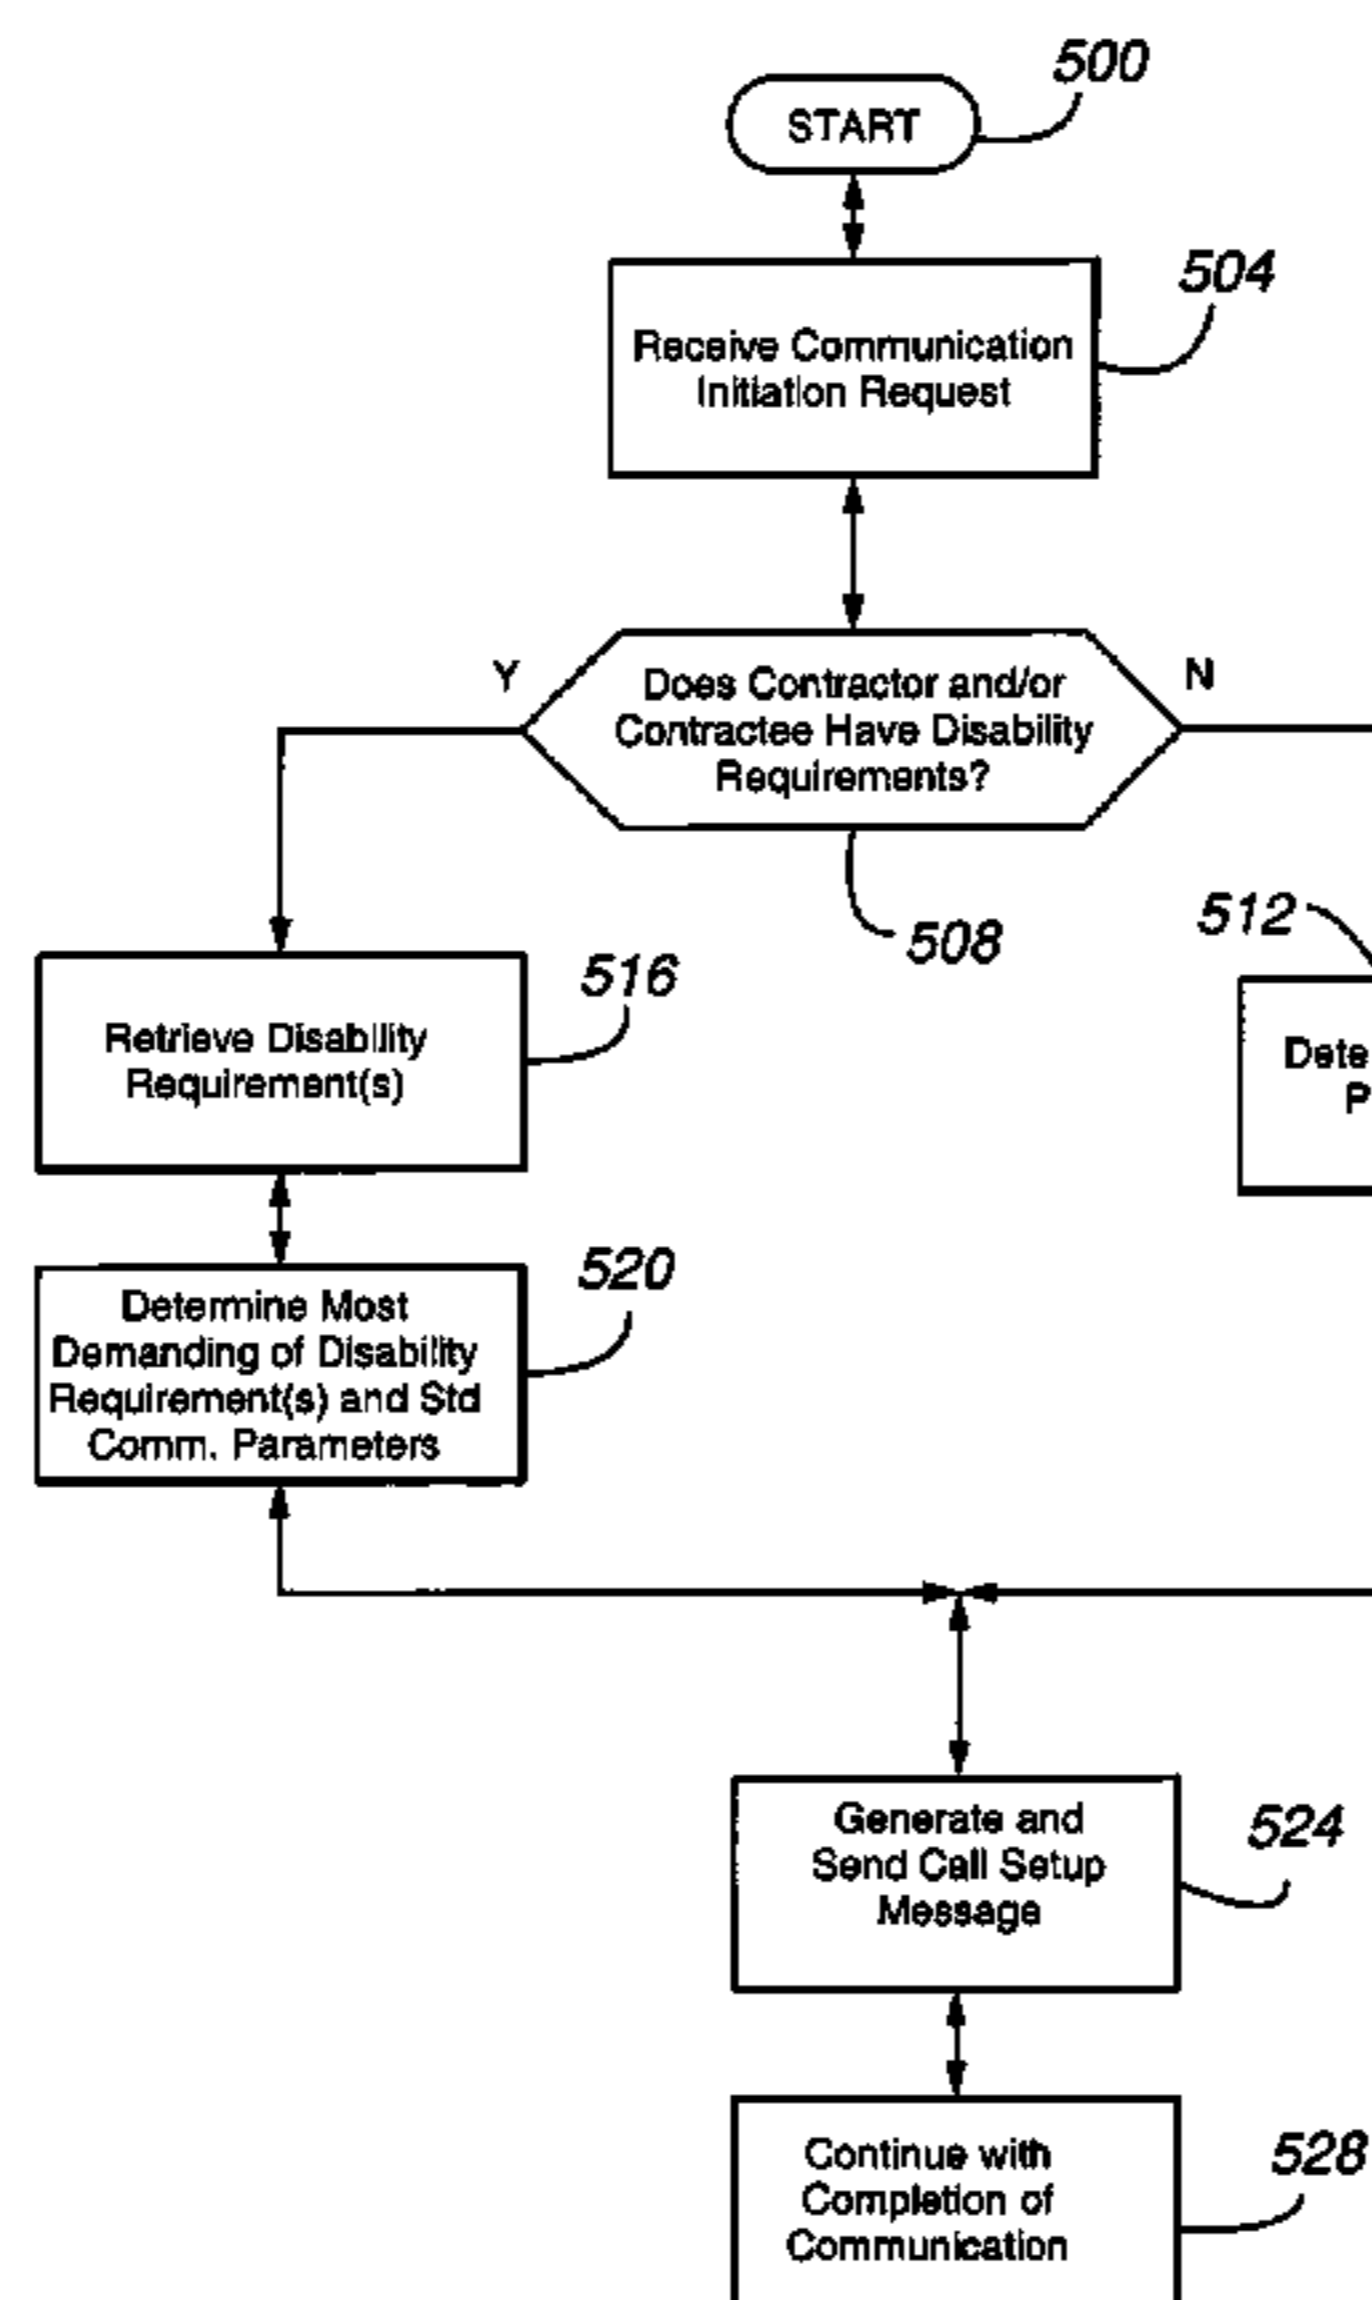 500
START
504
Receive Communication
Initiation Request
Y
N
Does Contractor and/or
Contractee Have Disability
Requirements?
508
512
516
Retrieve Disability
Requirement(s)
520
Determine Most
Demanding of Disability
Requirement(s) and Std
Comm. Parameters
Generate and
Send Call Setup
Message
524
Continue with
Completion of
Communication
528